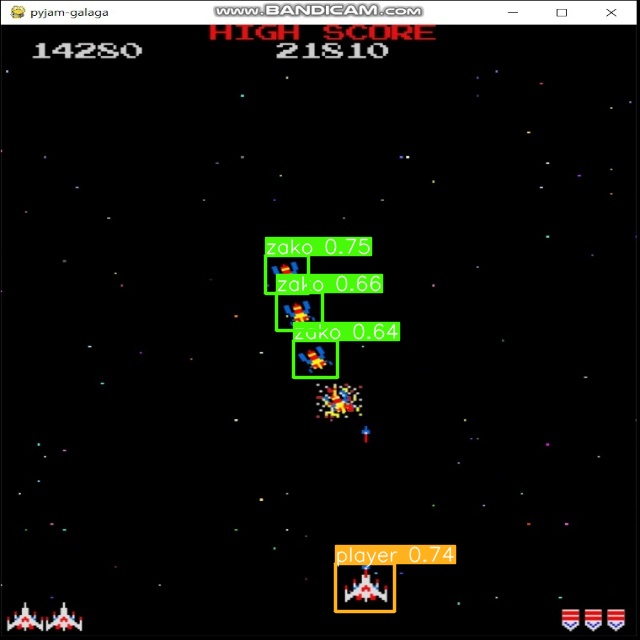 pyjam-galaga
www.BANDICAM.com
HIGH SCORE
14280 21810
zako 0.75
zako 0.66
zako 0.64
player 0.74